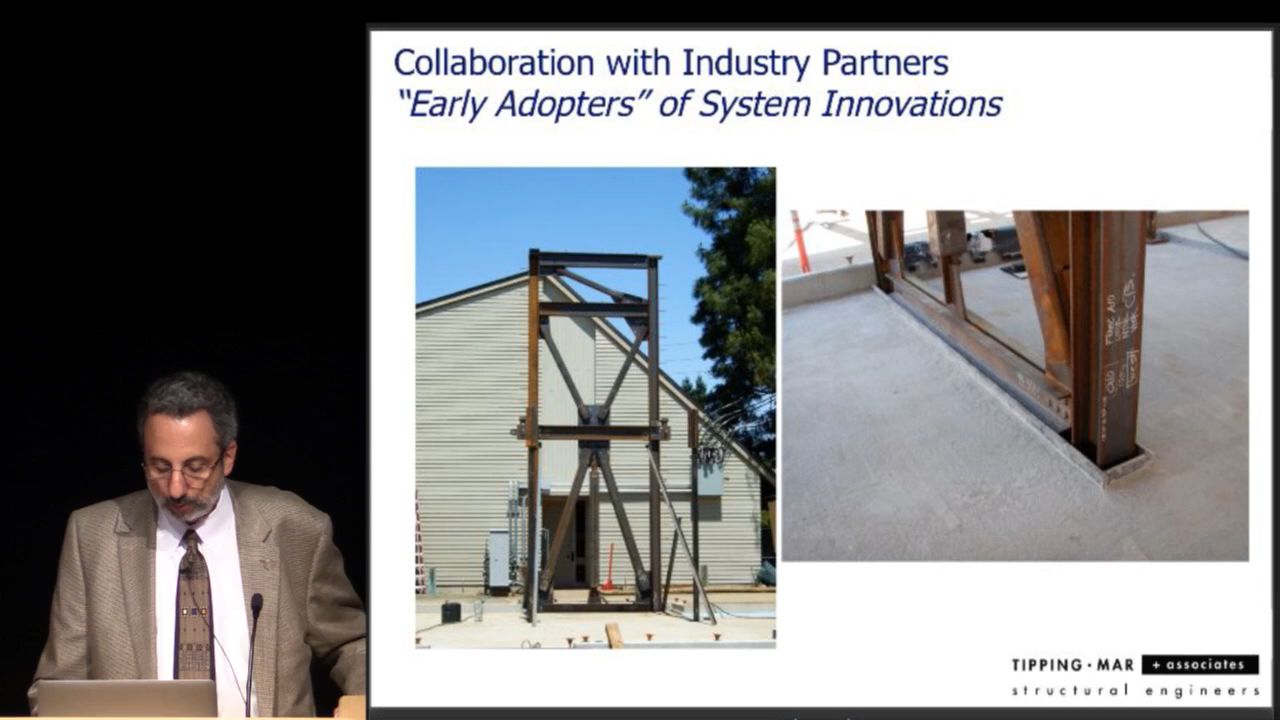 Collaboration with Industry Partners
“Early Adopters” of System Innovations
TIPPING · MAR + associates
structural engineers